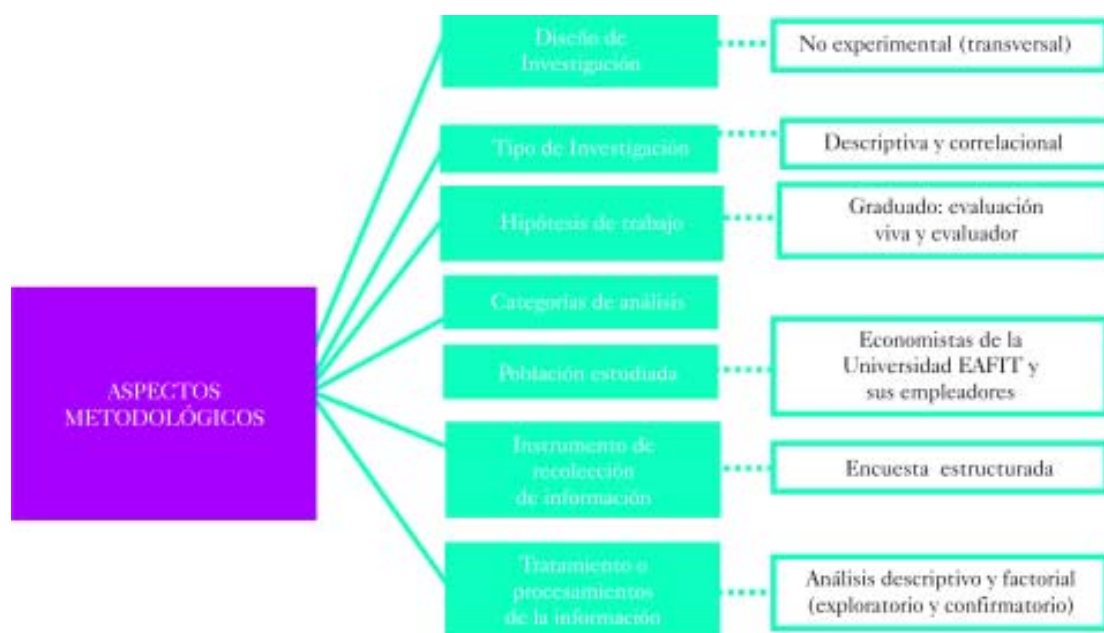 Diseño de
Investigación
No experimental (transversal)
Tipo de Investigación
Descriptiva y correlacional
Hipótesis de trabajo
Graduado: evaluación
viva y evaluador
Categorías de análisis
ASPECTOS
METODOLÓGICOS
Población estudiada
Economistas de la
Universidad EAFIT y
sus empleadores
Instrumento de
recolección
de información
Encuesta estructurada
Tratamiento o
procesamientos
de la información
Análisis descriptivo y factorial
(exploratorio y confirmatorio)